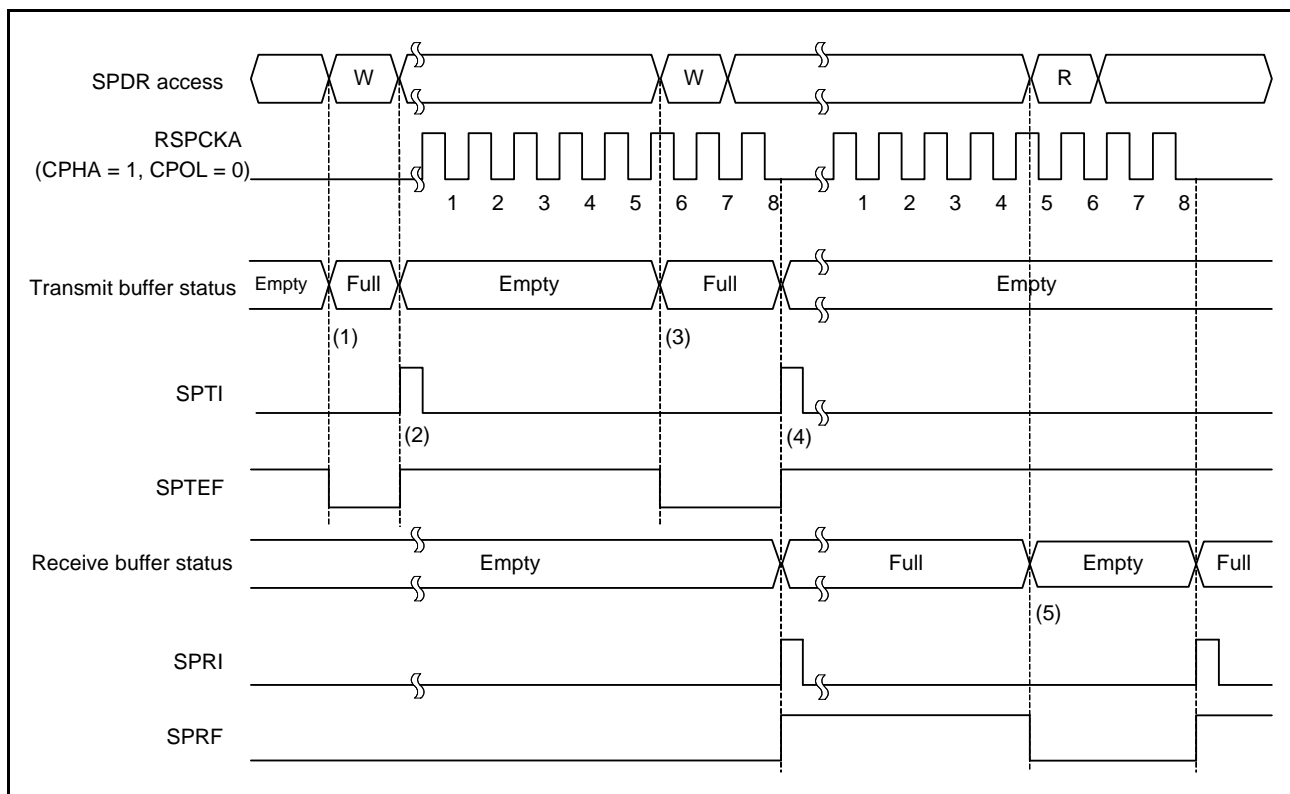 SPDR access W W R
RSPCKA
(CPHA = 1, CPOL = 0)
1 2 3 4 5 6 7 8 1 2 3 4 5 6 7 8
Transmit buffer status Empty Full Empty Full Empty
(1) (3)
SPTI
(2) (4)
SPTEF
Receive buffer status Empty Full Empty Full
(5)
SPRI
SPRF